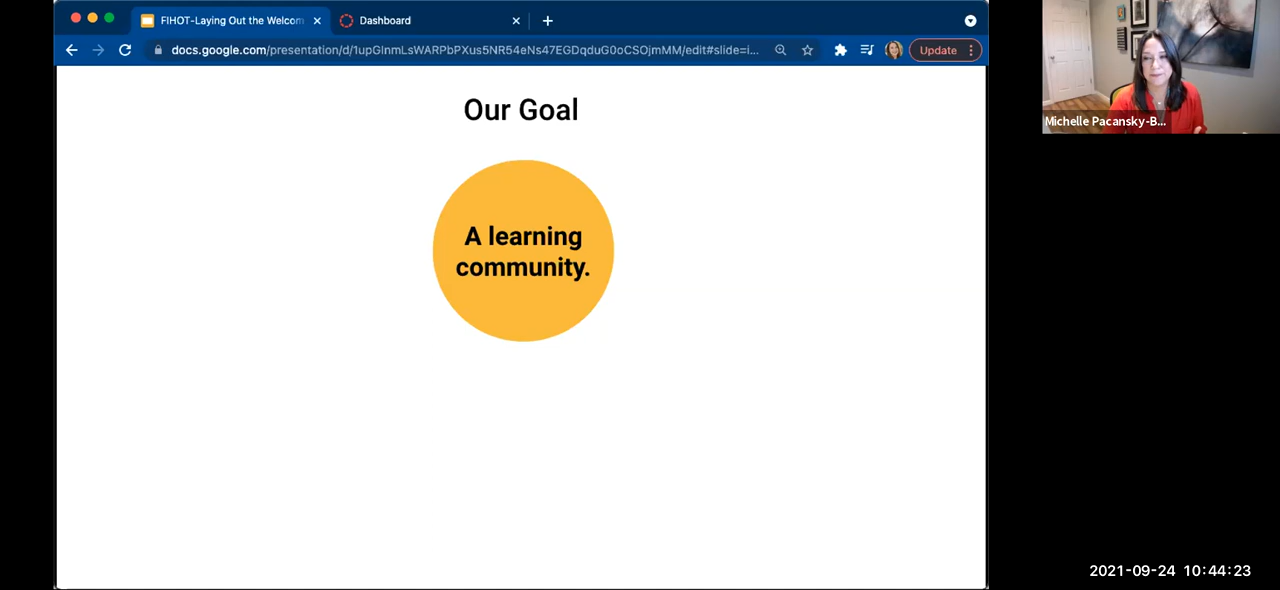 FIHOT-Laying Out the Welcom
Dashboard
docs.google.com/presentation/d/1upGInmLsWARPbPXus5NR54eNs47EGDqduG0oCSOjmMM/edit#slide=i...
Update
Michelle Pacansky-B...
Our Goal
A learning
community.
2021-09-24 10:44:23